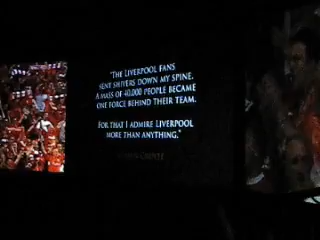 "THE LIVERPOOL FANS
SENT SHIVERS DOWN MY SPINE.
A MASS OF 40,000 PEOPLE BECAME
ONE FORCE BEHIND THEIR TEAM.
FOR THAT I ADMIRE LIVERPOOL
MORE THAN ANYTHING."